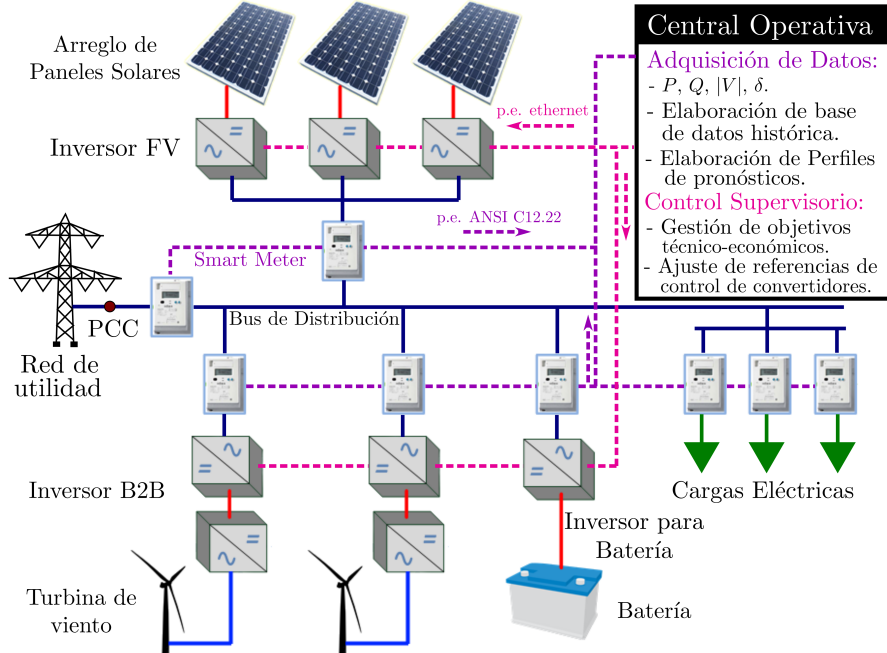 Arreglo de
Paneles Solares
Central Operativa
Adquisición de Datos:
- P, Q, |V|, δ.
- Elaboración de base
de datos histórica.
- Elaboración de Perfiles
de pronósticos.
Control Supervisorio:
- Gestión de objetivos
técnico-económicos.
- Ajuste de referencias de
control de convertidores.
p.e. ethernet
Inversor FV
p.e. ANSI C12.22
Smart Meter
PCC
Bus de Distribución
Red de
utilidad
Inversor B2B
Cargas Eléctricas
Inversor para
Batería
Turbina de
viento
Batería